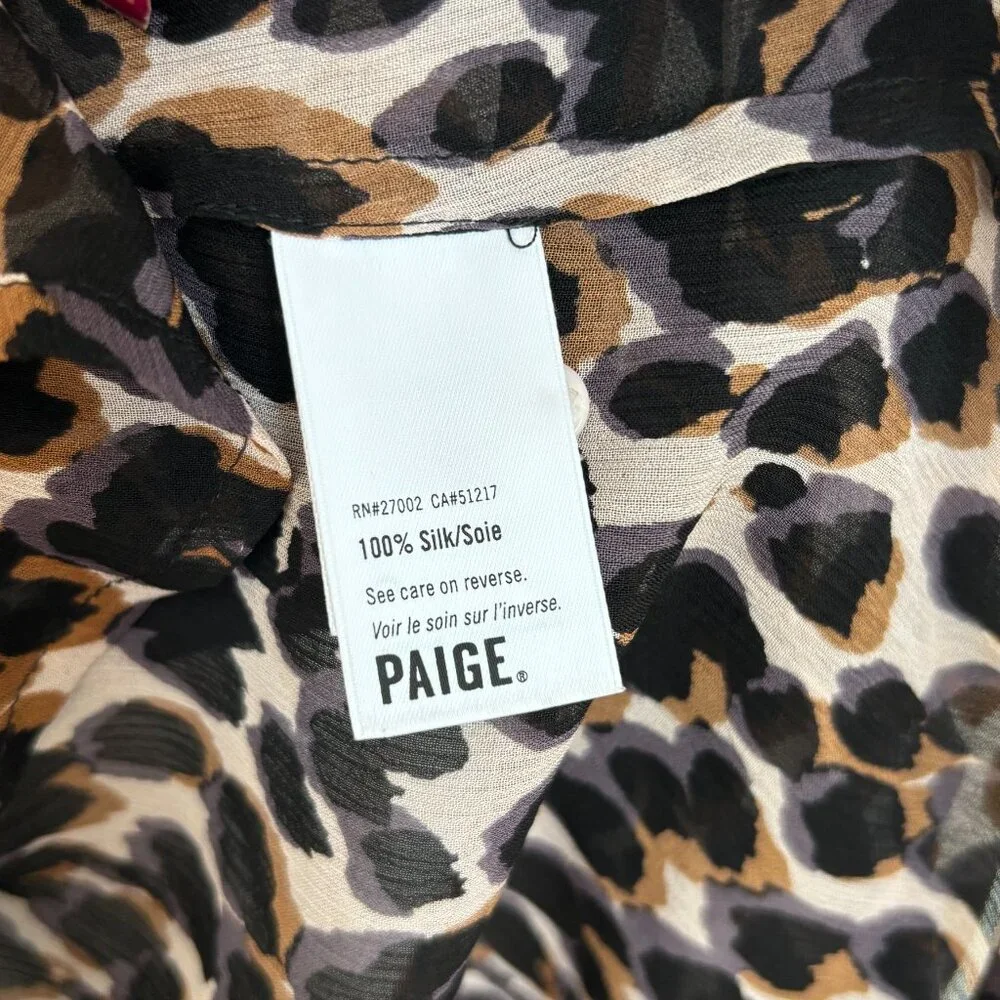 RN#27002 CA#51217
100% Silk/Soie
See care on reverse.
Voir le soin sur l'inverse.
PAIGE®